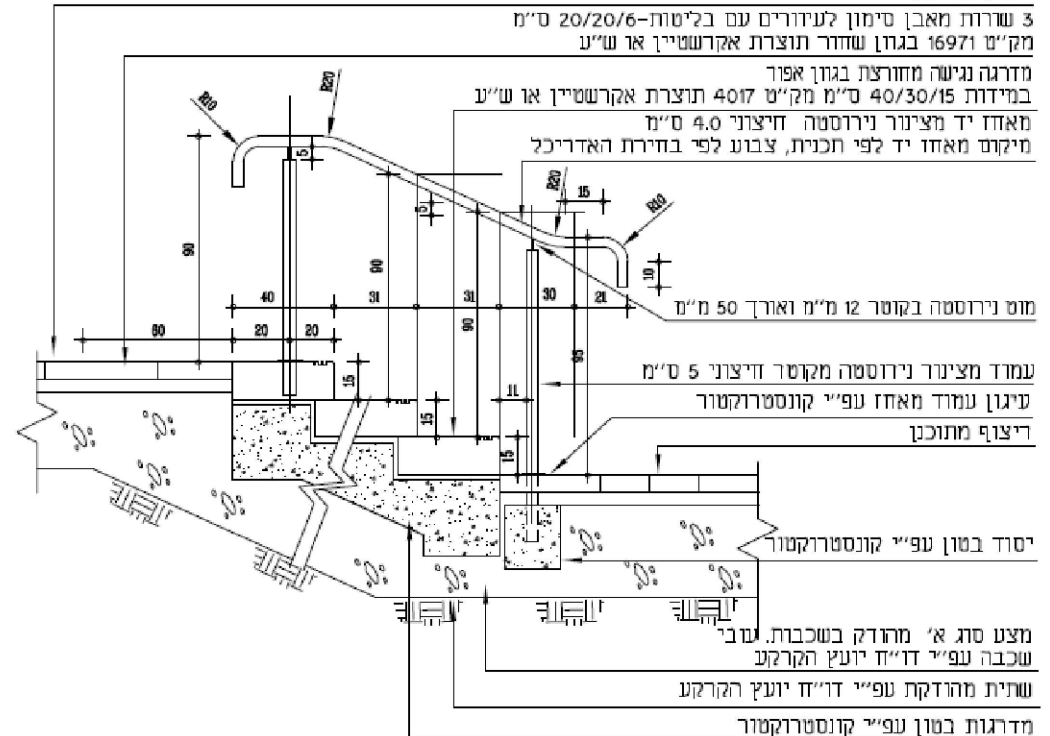 3 שורות מאבן סימון לעיוורים עם בליטות-20/20/6 ס''מ
מק''ט 16971 בגוון שחור תוצרת אקרשטיין או ש''ע
מדרגה נגישה מחורצת בגוון אפור
במידות 40/30/15 ס''מ מק''ט 4017 תוצרת אקרשטיין או ש''ע
מאחז יד מצינור נירוסטה חיצוני 4.0 ס''מ
מיקום מאחז יד לפי תכנית, צבוע לפי בחירת האדריכל
R10
R20
5
R20
15
R10
90
5
90
90
10
40
31
31
30
21
מוט נירוסטה בקוטר 12 מ''מ ואורך 50 מ''מ
60
20
20
95
15
11
עמוד מצינור נירוסטה מקוטר חיצוני 5 ס''מ
15
עיגון עמוד מאחז עפ''י קונסטרוקטור
15
ריצוף מתוכנן
יסוד בטון עפ''י קונסטרוקטור
מצע סוג א' מהודק בשכבות. עובי
שכבה עפ''י דו''ח יועץ הקרקע
שתית מהודקת עפ''י דו''ח יועץ הקרקע
מדרגות בטון עפ''י קונסטרוקטור